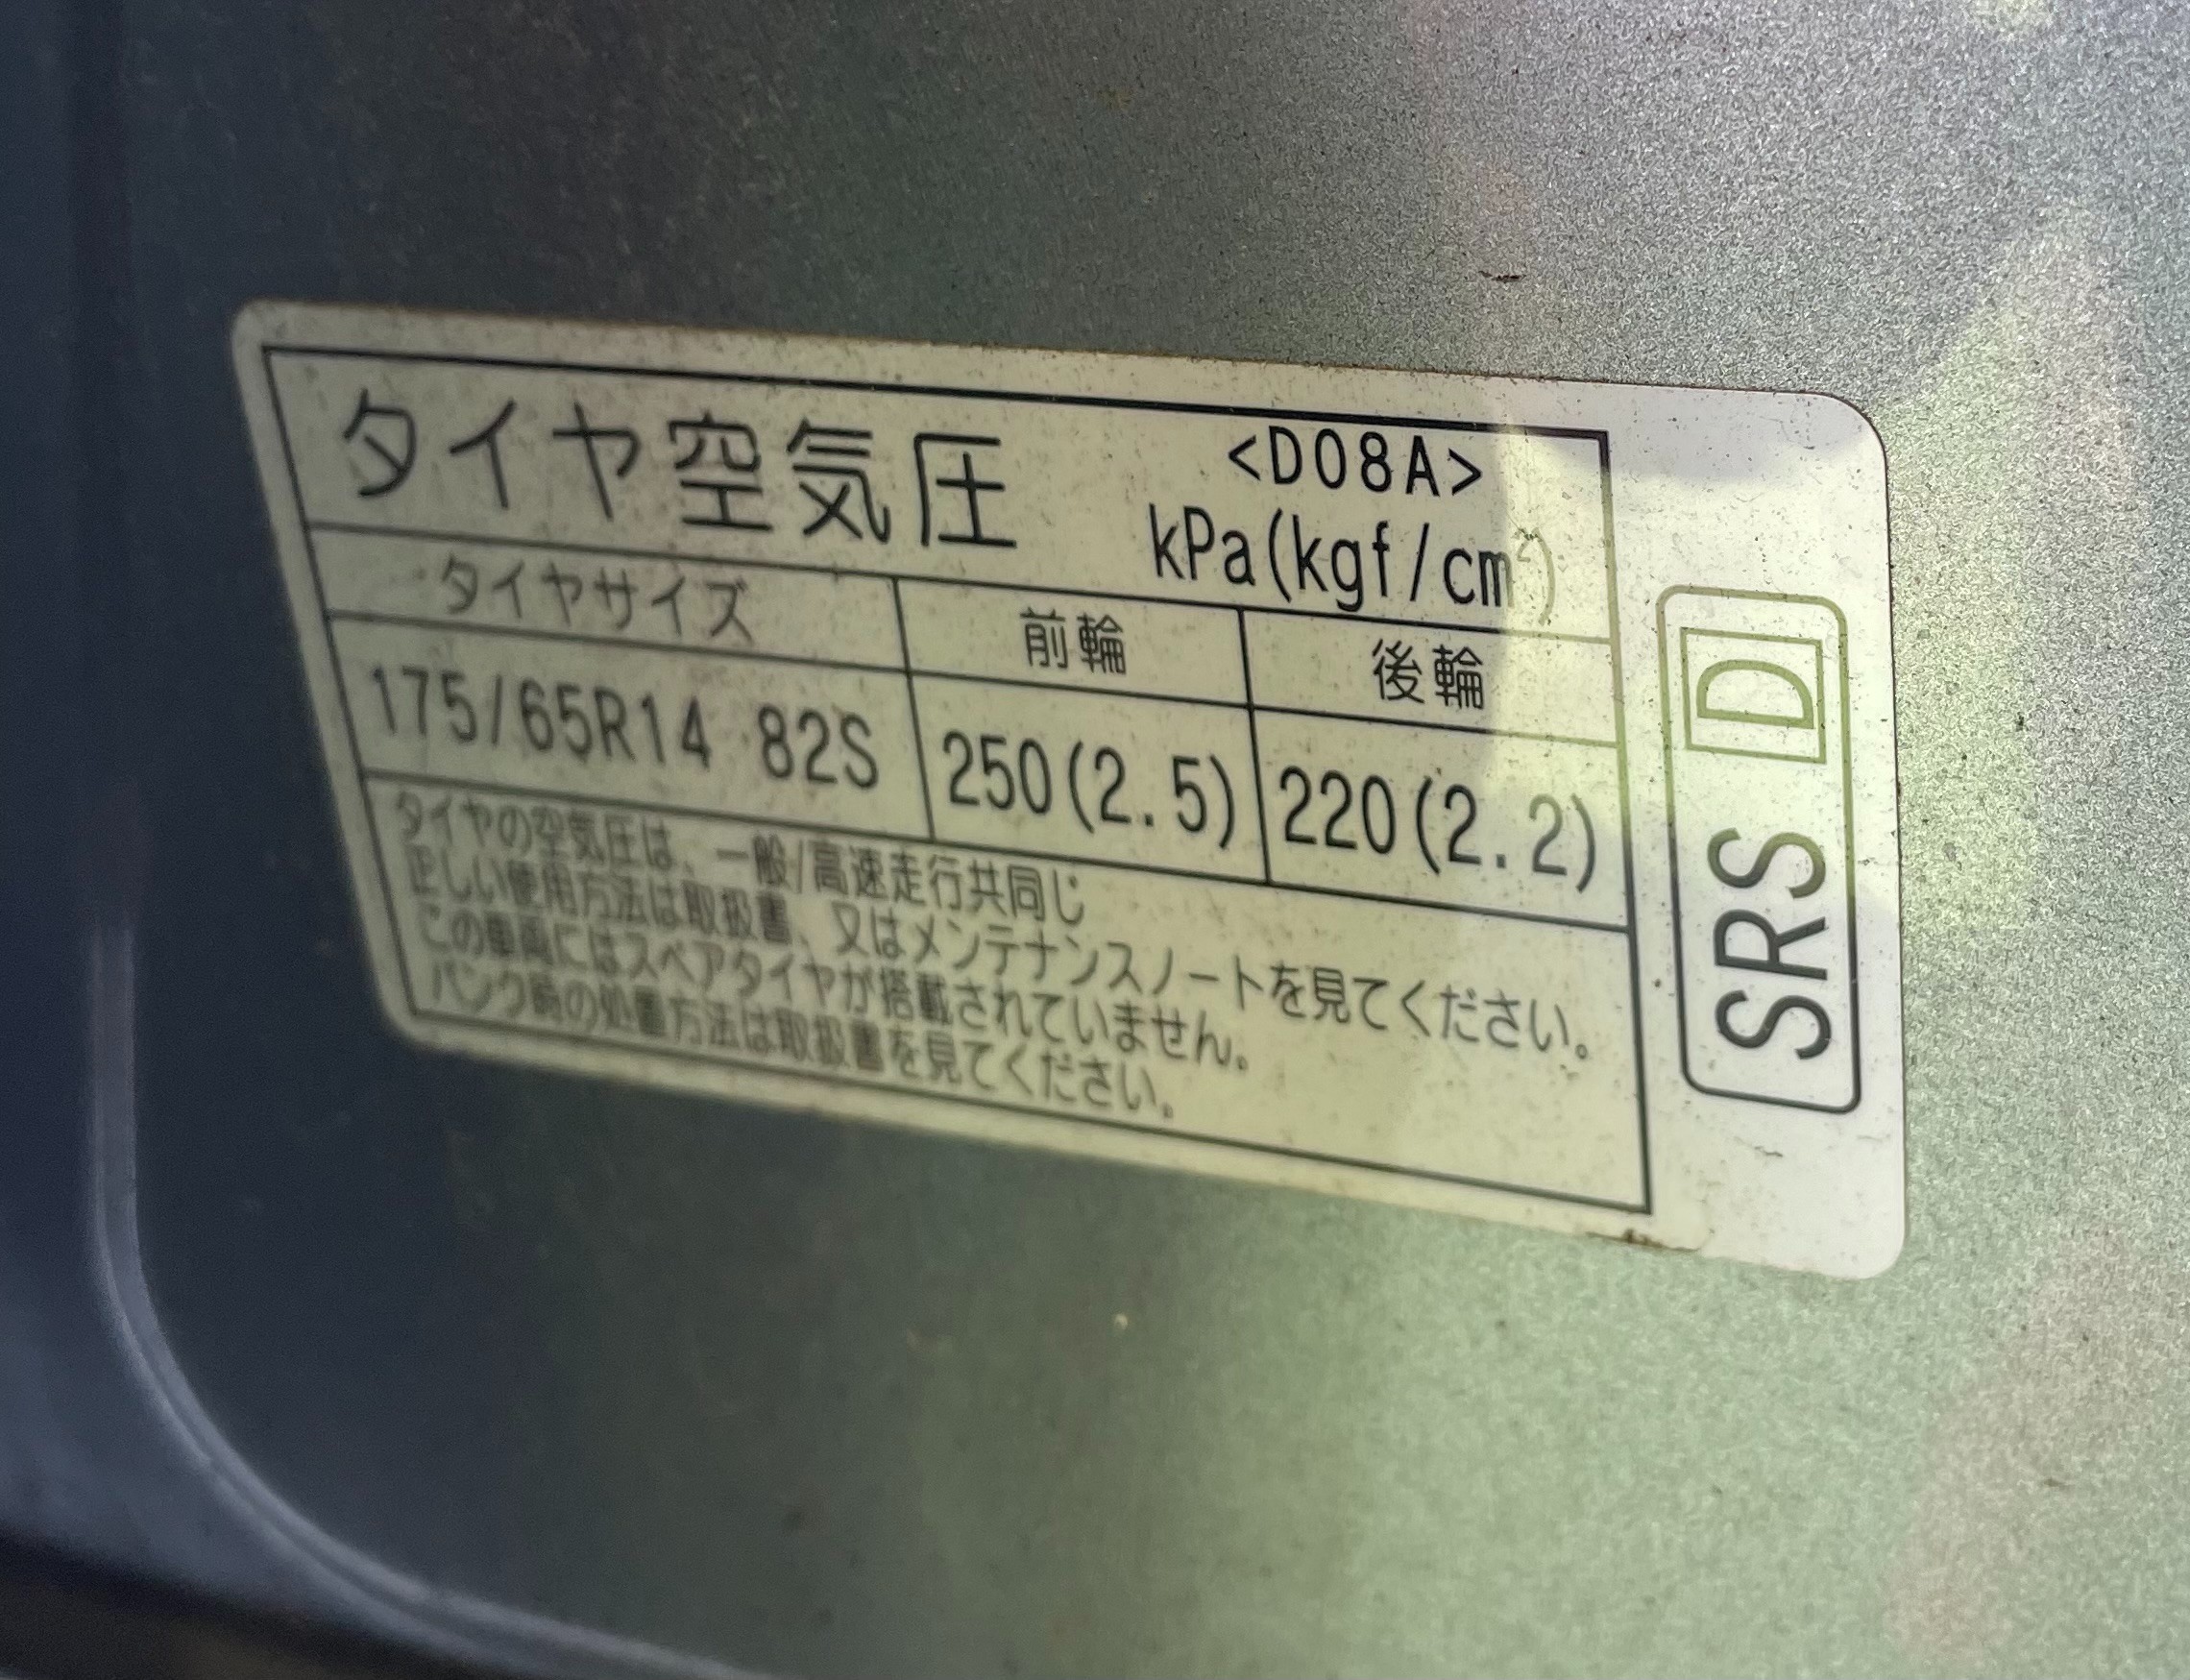 タイヤ空気圧 <D08A>
kPa(kgf/cm²)
タイヤサイズ 前輪 後輪
175/65R14 82S 250(2.5) 220(2.2)
タイヤの空気圧は、一般/高速走行共同じ
正しい使用方法は取扱書、又はメンテナンスノートを見てください。
この車両にはスペアタイヤが搭載されていません。
パンク時の処置方法は取扱書を見てください。
SRS D